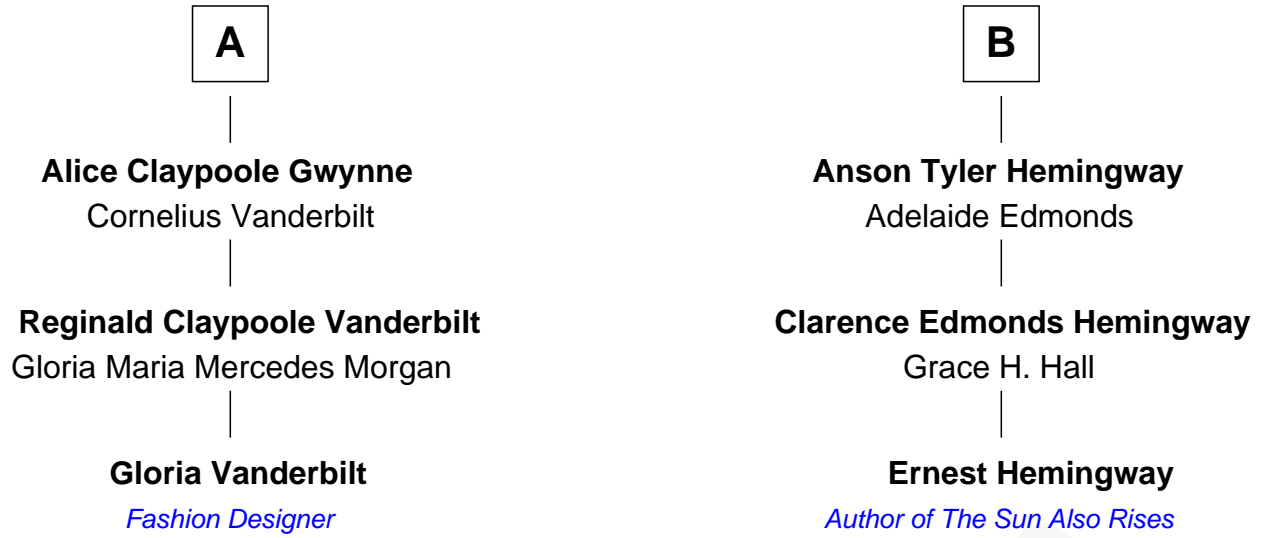 A
Alice Claypoole Gwynne
Cornelius Vanderbilt
Reginald Claypoole Vanderbilt
Gloria Maria Mercedes Morgan
Gloria Vanderbilt
Fashion Designer
B
Anson Tyler Hemingway
Adelaide Edmonds
Clarence Edmonds Hemingway
Grace H. Hall
Ernest Hemingway
Author of The Sun Also Rises